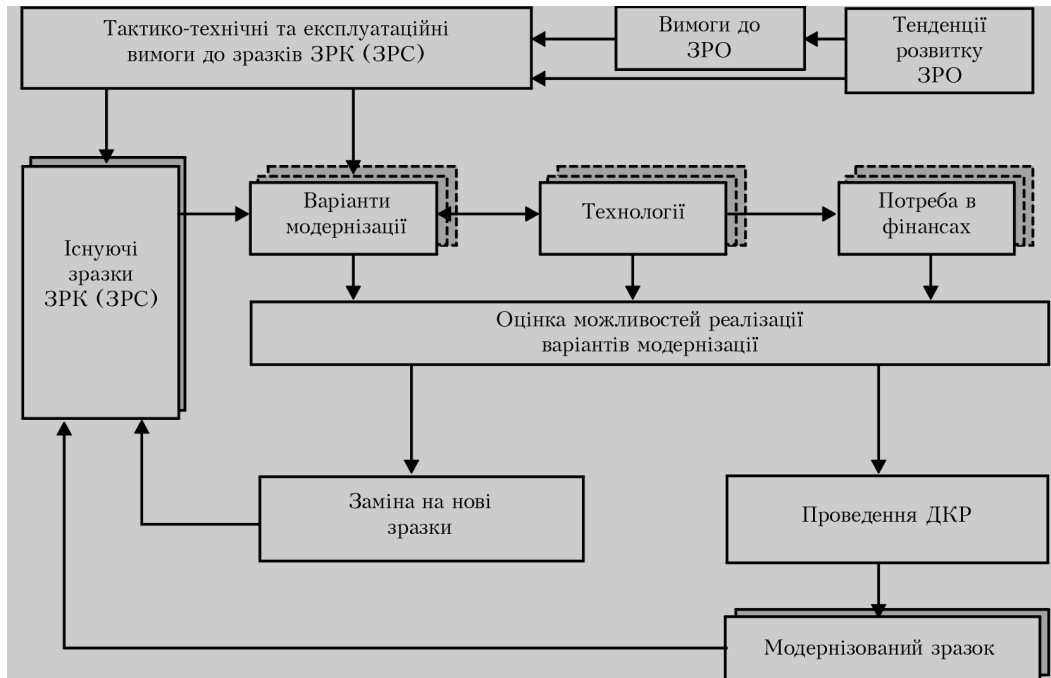 Тактико-технічні та експлуатаційні
вимоги до зразків ЗРК (ЗРС)
Вимоги до
ЗРО
Тенденції
розвитку
ЗРО
Існуючі
зразки
ЗРК (ЗРС)
Варіанти
модернізації
Технології
Потреба в
фінансах
Оцінка можливостей реалізації
варіантів модернізації
Заміна на нові
зразки
Проведення ДКР
Модернізований зразок